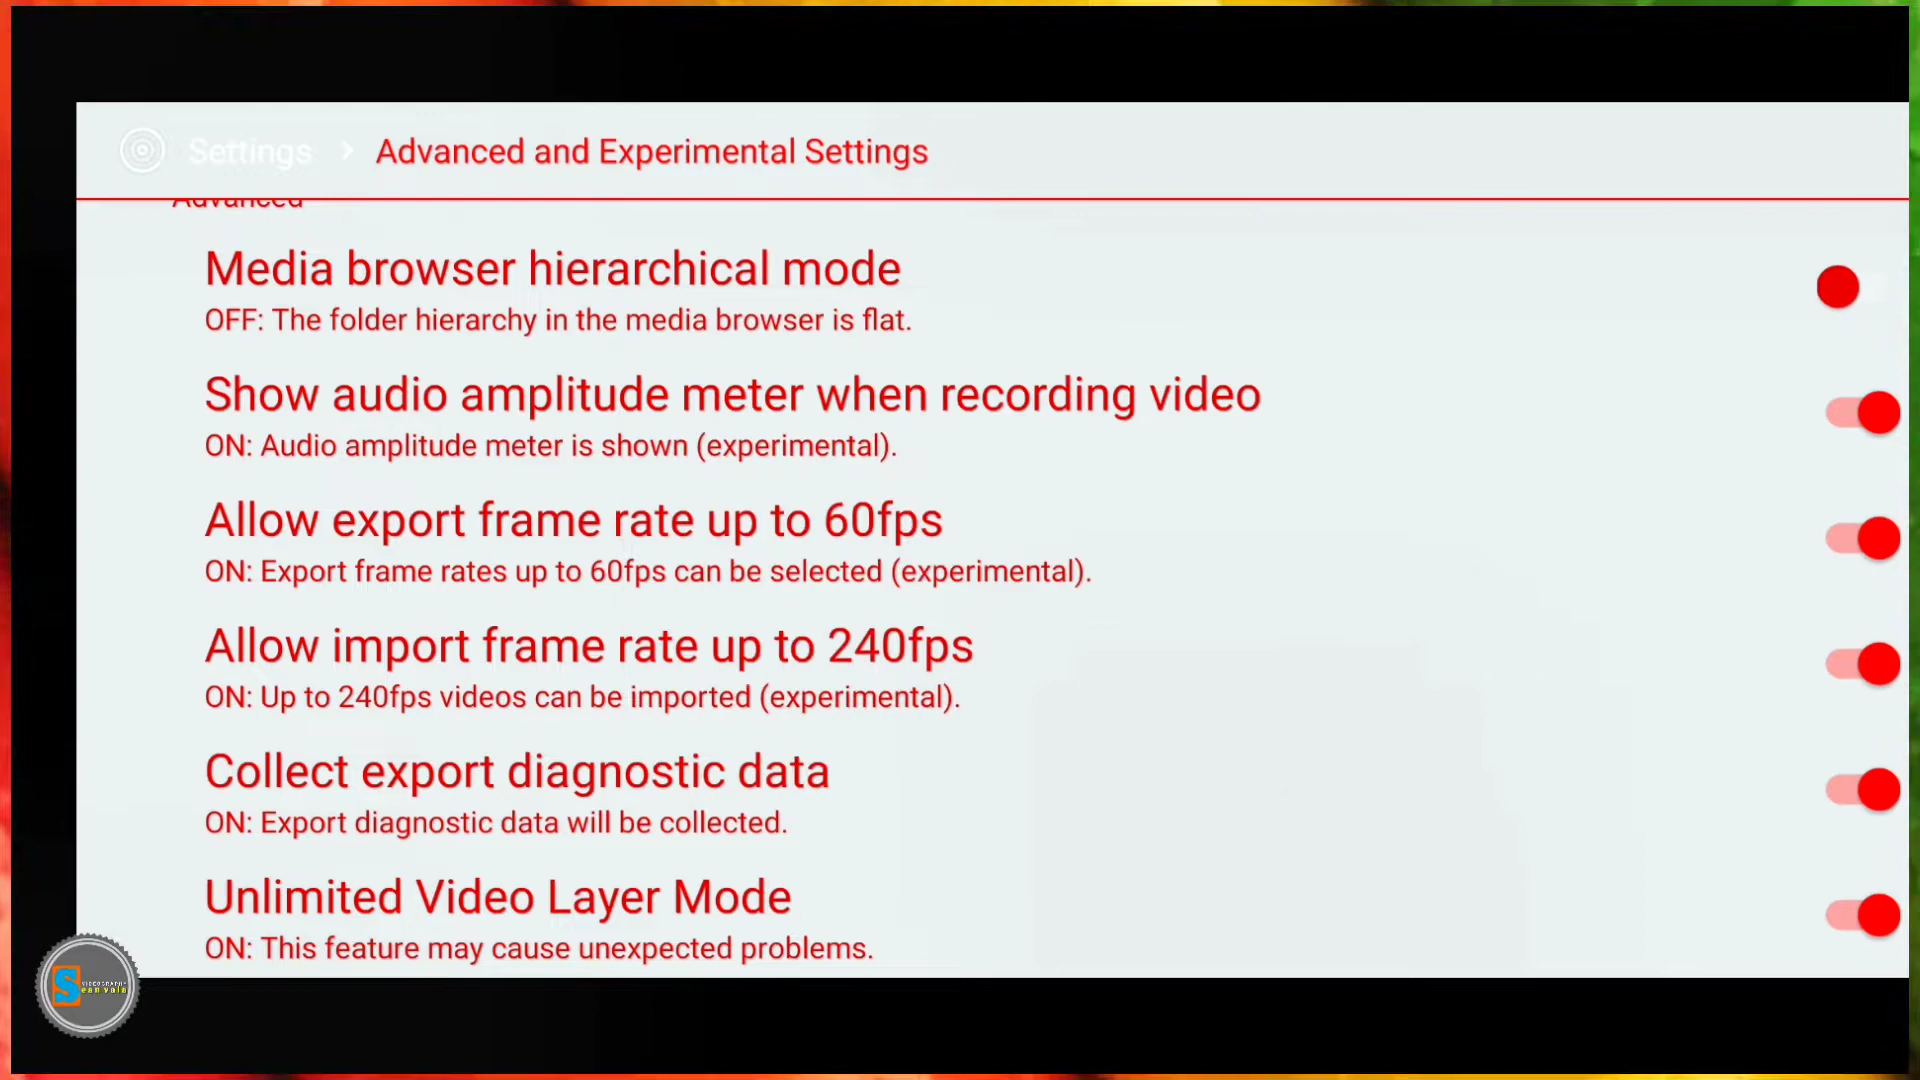 Settings > Advanced and Experimental Settings
Advanced
Media browser hierarchical mode
OFF: The folder hierarchy in the media browser is flat.
Show audio amplitude meter when recording video
ON: Audio amplitude meter is shown (experimental).
Allow export frame rate up to 60fps
ON: Export frame rates up to 60fps can be selected (experimental).
Allow import frame rate up to 240fps
ON: Up to 240fps videos can be imported (experimental).
Collect export diagnostic data
ON: Export diagnostic data will be collected.
Unlimited Video Layer Mode
ON: This feature may cause unexpected problems.